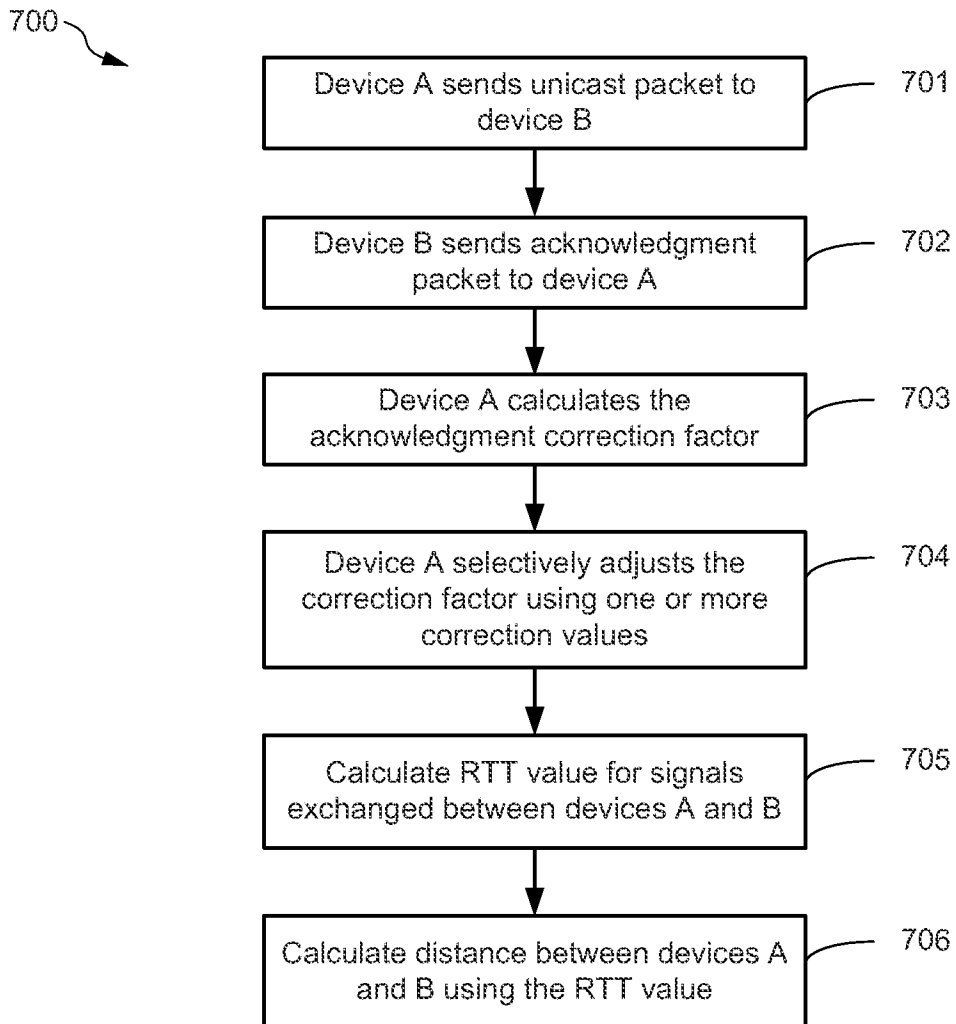 700
Device A sends unicast packet to
device B
701
Device B sends acknowledgment
packet to device A
702
Device A calculates the
acknowledgment correction factor
703
Device A selectively adjusts the
correction factor using one or more
correction values
704
Calculate RTT value for signals
exchanged between devices A and B
705
Calculate distance between devices A
and B using the RTT value
706